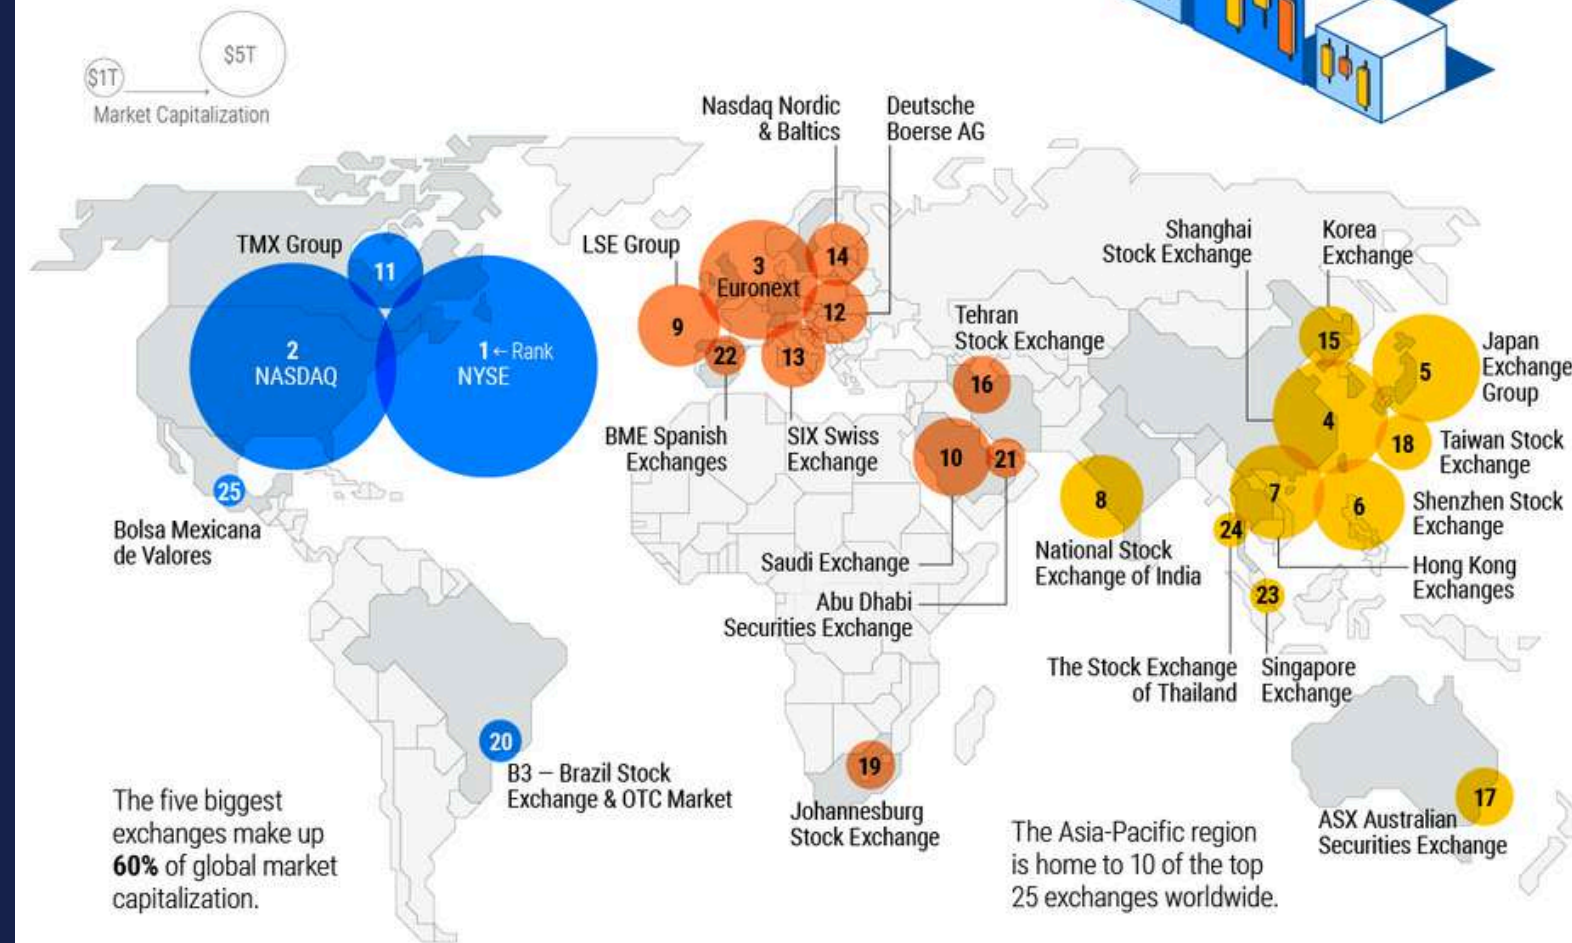 $1T
$5T
Market Capitalization
Nasdaq Nordic
& Baltics
Deutsche
Boerse AG
TMX Group
11
LSE Group
3
Euronext
14
12
9
22
13
2
NASDAQ
1 ← Rank
NYSE
BME Spanish
Exchanges
SIX Swiss
Exchange
Tehran
Stock Exchange
16
10
21
Saudi Exchange
Abu Dhabi
Securities Exchange
Shanghai
Stock Exchange
Korea
Exchange
15
5
Japan
Exchange
Group
4
18
Taiwan Stock
Exchange
8
7
6
Shenzhen Stock
Exchange
24
National Stock
Exchange of India
Hong Kong
Exchanges
23
The Stock Exchange
of Thailand
Singapore
Exchange
25
Bolsa Mexicana
de Valores
20
B3 – Brazil Stock
Exchange & OTC Market
19
Johannesburg
Stock Exchange
17
ASX Australian
Securities Exchange
The five biggest
exchanges make up
60% of global market
capitalization.
The Asia-Pacific region
is home to 10 of the top
25 exchanges worldwide.